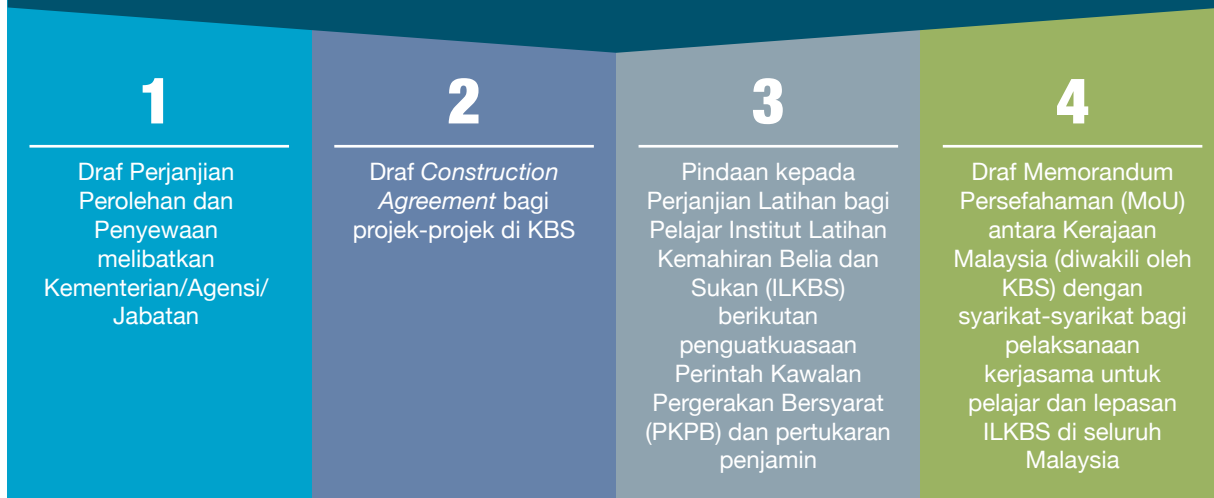 1
Draf Perjanjian
Perolehan dan
Penyewaan
melibatkan
Kementerian/Agensi/
Jabatan
2
Draf Construction
Agreement bagi
projek-projek di KBS
3
Pindaan kepada
Perjanjian Latihan bagi
Pelajar Institut Latihan
Kemahiran Belia dan
Sukan (ILKBS)
berikutan
penguatkuasaan
Perintah Kawalan
Pergerakan Bersyarat
(PKPB) dan pertukaran
penjamin
4
Draf Memorandum
Persefahaman (MoU)
antara Kerajaan
Malaysia (diwakili oleh
KBS) dengan
syarikat-syarikat bagi
pelaksanaan
kerjasama untuk
pelajar dan lepasan
ILKBS di seluruh
Malaysia